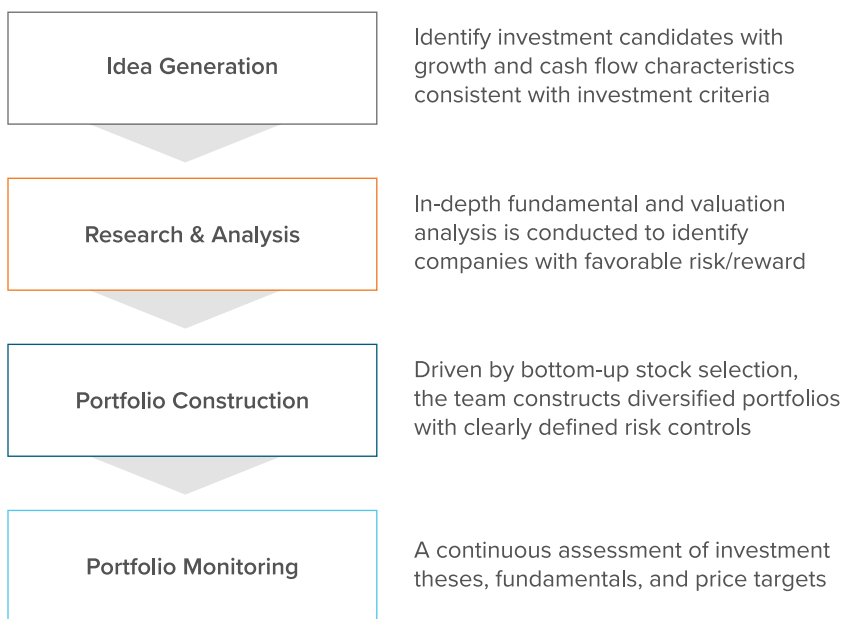 Idea Generation
Identify investment candidates with
growth and cash flow characteristics
consistent with investment criteria
Research & Analysis
In-depth fundamental and valuation
analysis is conducted to identify
companies with favorable risk/reward
Portfolio Construction
Driven by bottom-up stock selection,
the team constructs diversified portfolios
with clearly defined risk controls
Portfolio Monitoring
A continuous assessment of investment
theses, fundamentals, and price targets